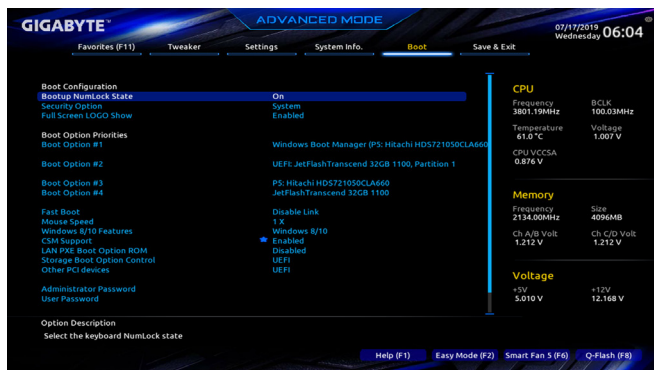 GIGABYTE™
ADVANCED MODE
07/17/2019
Wednesday 06:04
Favorites (F11) Tweaker Settings System Info. Boot Save & Exit
Boot Configuration
Bootup NumLock State On
Security Option System
Full Screen LOGO Show Enabled
Boot Option Priorities
Boot Option #1 Windows Boot Manager (P5: Hitachi HDS721050CLA660
Boot Option #2 UEFI: JetFlashTranscend 32GB 1100, Partition 1
Boot Option #3 P5: Hitachi HDS721050CLA660
Boot Option #4 JetFlashTranscend 32GB 1100
Fast Boot Disable Link
Mouse Speed 1 X
Windows 8/10 Features Windows 8/10
CSM Support Enabled
LAN PXE Boot Option ROM Disabled
Storage Boot Option Control UEFI
Other PCI devices UEFI
Administrator Password
User Password
CPU
Frequency BCLK
3801.19MHz 100.03MHz
Temperature Voltage
61.0 °C 1.007 V
CPU VCCSA
0.876 V
Memory
Frequency Size
2134.00MHz 4096MB
Ch A/B Volt Ch C/D Volt
1.212 V 1.212 V
Voltage
+5V +12V
5.010 V 12.168 V
Option Description
Select the keyboard NumLock state
Help (F1) Easy Mode (F2) Smart Fan 5 (F6) Q-Flash (F8)